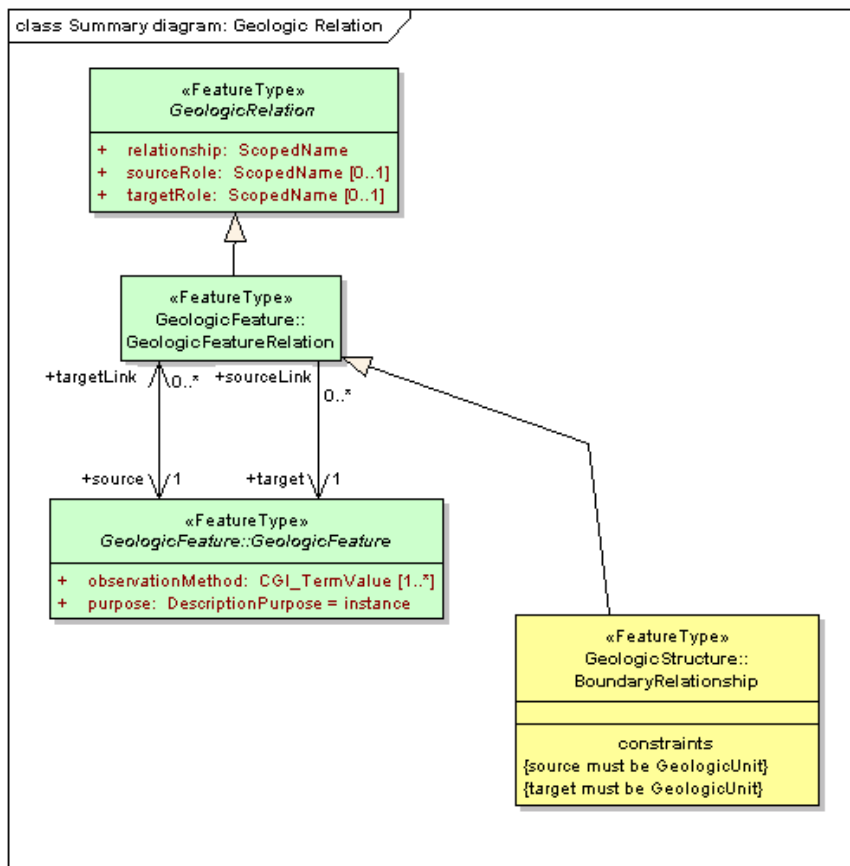 class Summary diagram: Geologic Relation
«FeatureType»
GeologicRelation
+ relationship: ScopedName
+ sourceRole: ScopedName [0..1]
+ targetRole: ScopedName [0..1]
«FeatureType»
GeologicFeature::
GeologicFeatureRelation
+targetLink 0..* +sourceLink
0..*
+source 1 +target 1
«FeatureType»
GeologicFeature::GeologicFeature
+ observationMethod: CGI_TermValue [1..*]
+ purpose: DescriptionPurpose = instance
«FeatureType»
GeologicStructure::
BoundaryRelationship
constraints
{source must be GeologicUnit}
{target must be GeologicUnit}